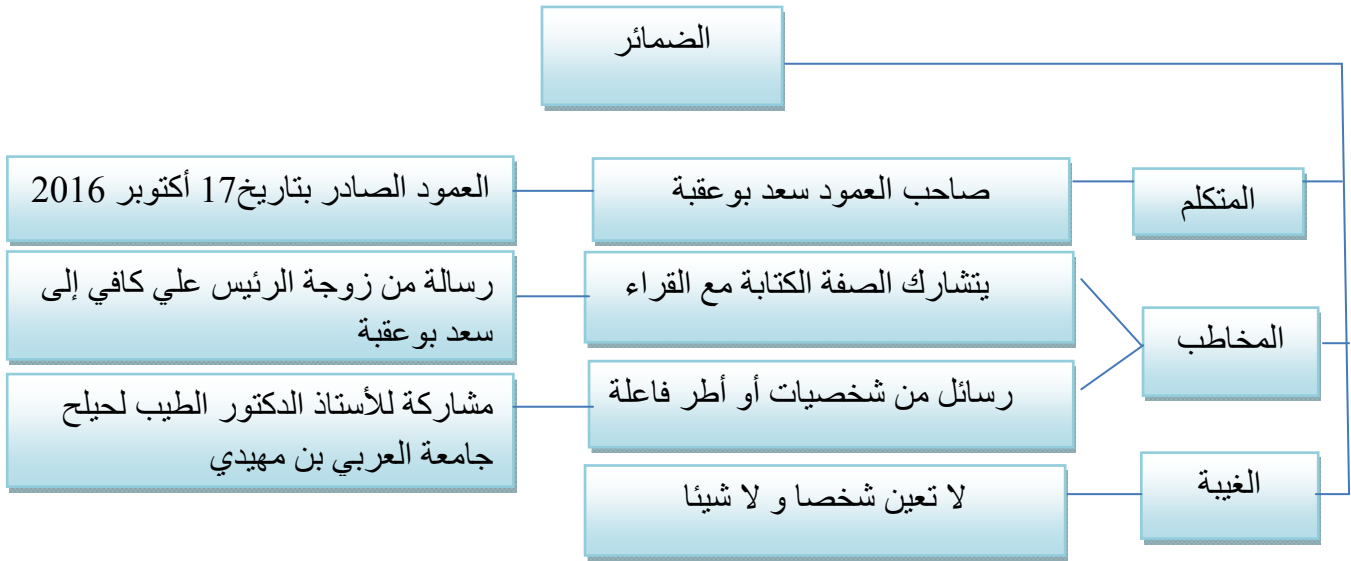 الضمائر
المتكلم
صاحب العمود سعد بوعقبة
العمود الصادر بتاريخ17 أكتوبر 2016
المخاطب
يتشارك الصفة الكتابة مع القراء
رسالة من زوجة الرئيس علي كافي إلى
سعد بوعقبة
رسائل من شخصيات أو أطر فاعلة
مشاركة للأستاذ الدكتور الطيب لحيلح
جامعة العربي بن مهيدي
الغيبة
لا تعين شخصا و لا شيئا